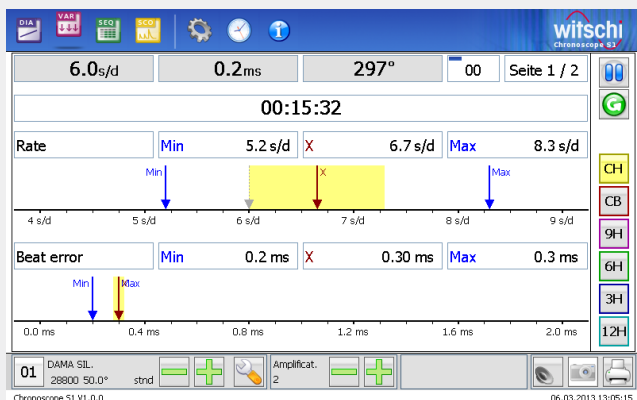 DIA VAR SEQ SCO witschi
Chronoscope S1
6.0s/d 0.2ms 297° 00 Seite 1 / 2
00:15:32
Rate Min 5.2 s/d X 6.7 s/d Max 8.3 s/d
Min X Max
4 s/d 5 s/d 6 s/d 7 s/d 8 s/d 9 s/d
Beat error Min 0.2 ms X 0.30 ms Max 0.3 ms
Min Max
0.0 ms 0.4 ms 0.8 ms 1.2 ms 1.6 ms 2.0 ms
CH
CB
9H
6H
3H
12H
01 DAMA SIL. Amplificat.
28800 50.0° stnd 2
Chronoscope S1 V1.0.0 06.03.2013 13:05:15